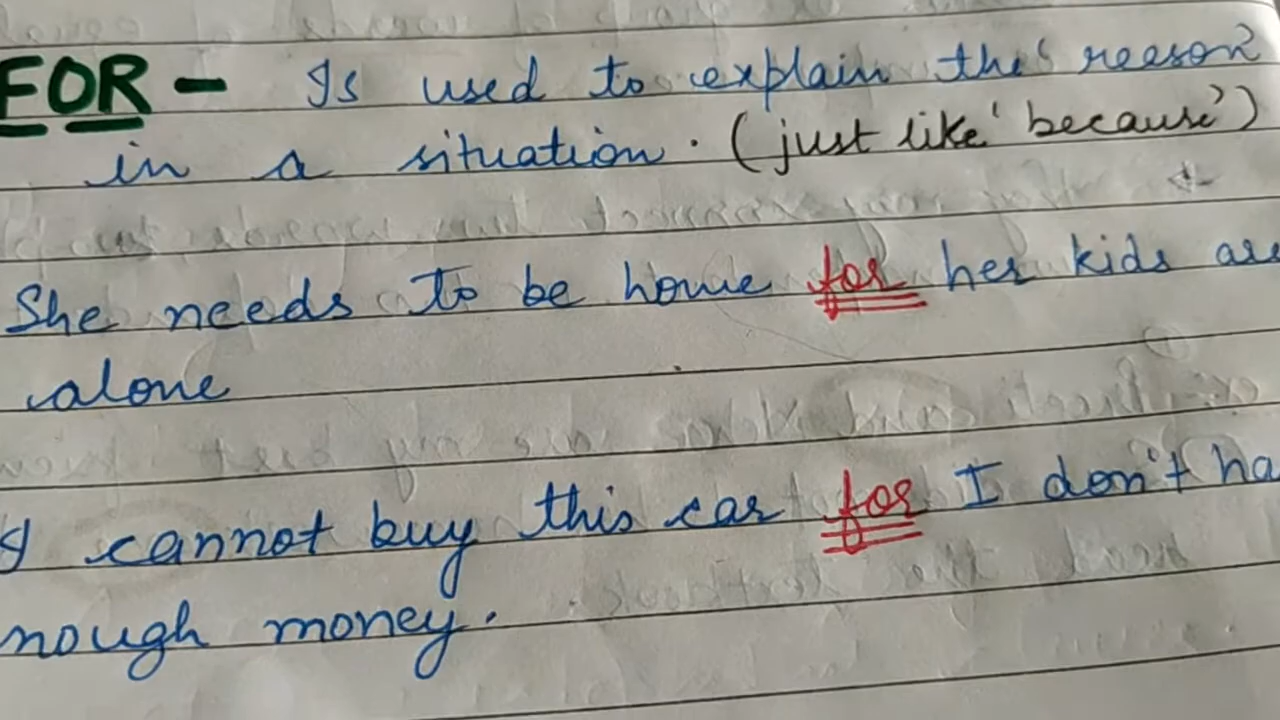 FOR - Is used to explain the 'reason'
in a situation. (just like 'because')
She needs to be home for her kids are
alone
I cannot buy this car for I don't ha
nough money.